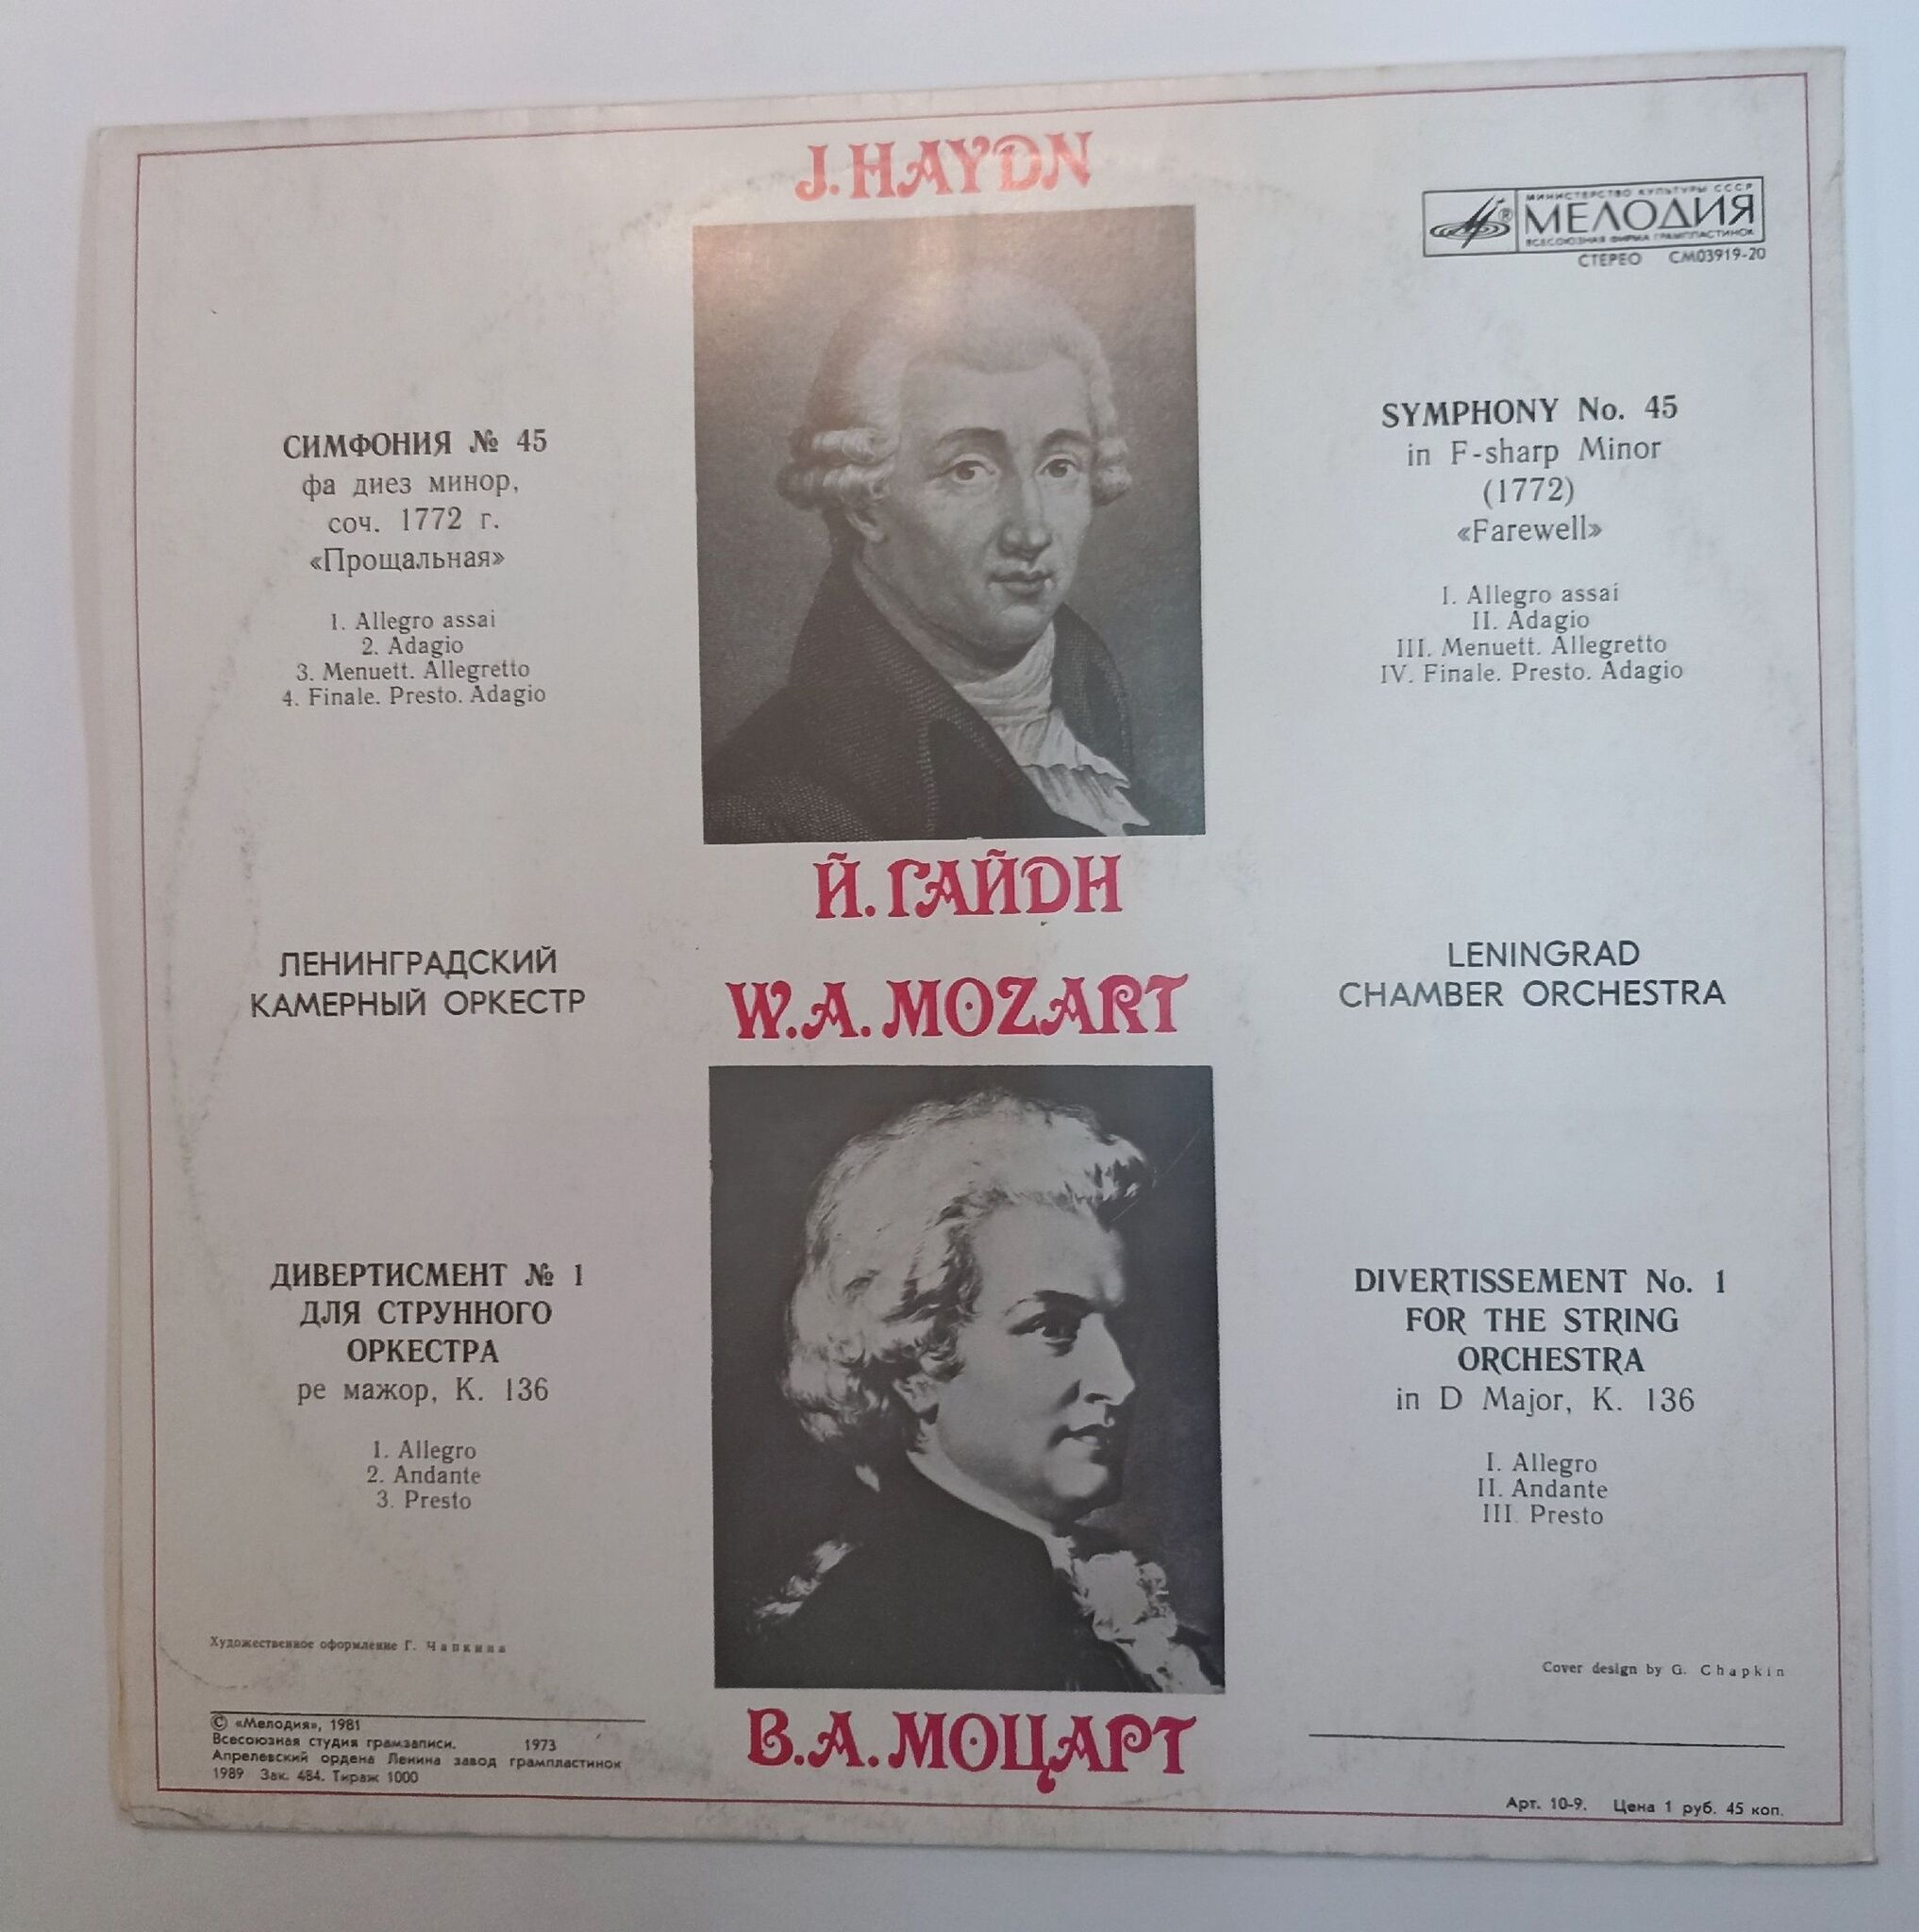 J. HAYDN
МИНИСТЕРСТВО КУЛЬТУРЫ СССР
МЕЛОДИЯ
ВСЕСОЮЗНАЯ ФИРМА ГРАМПЛАСТИНОК
СТЕРЕО СМ03919-20
СИМФОНИЯ № 45
фа диез минор,
соч. 1772 г.
«Прощальная»
1. Allegro assai
2. Adagio
3. Menuett. Allegretto
4. Finale. Presto. Adagio
SYMPHONY No. 45
in F-sharp Minor
(1772)
«Farewell»
I. Allegro assai
II. Adagio
III. Menuett. Allegretto
IV. Finale. Presto. Adagio
Й. ГАЙДН
ЛЕНИНГРАДСКИЙ
КАМЕРНЫЙ ОРКЕСТР
W. A. MOZART
LENINGRAD
CHAMBER ORCHESTRA
ДИВЕРТИСМЕНТ № 1
ДЛЯ СТРУННОГО
ОРКЕСТРА
ре мажор, К. 136
1. Allegro
2. Andante
3. Presto
DIVERTISSEMENT No. 1
FOR THE STRING
ORCHESTRA
in D Major, K. 136
I. Allegro
II. Andante
III. Presto
Художественное оформление Г. Чапкина
Cover design by G. Chapkin
© «Мелодия», 1981
Всесоюзная студия грамзаписи. 1973
Апрелевский ордена Ленина завод грампластинок
1989 Зак. 484. Тираж 1000
В. А. МОЦАРТ
Арт. 10-9. Цена 1 руб. 45 коп.